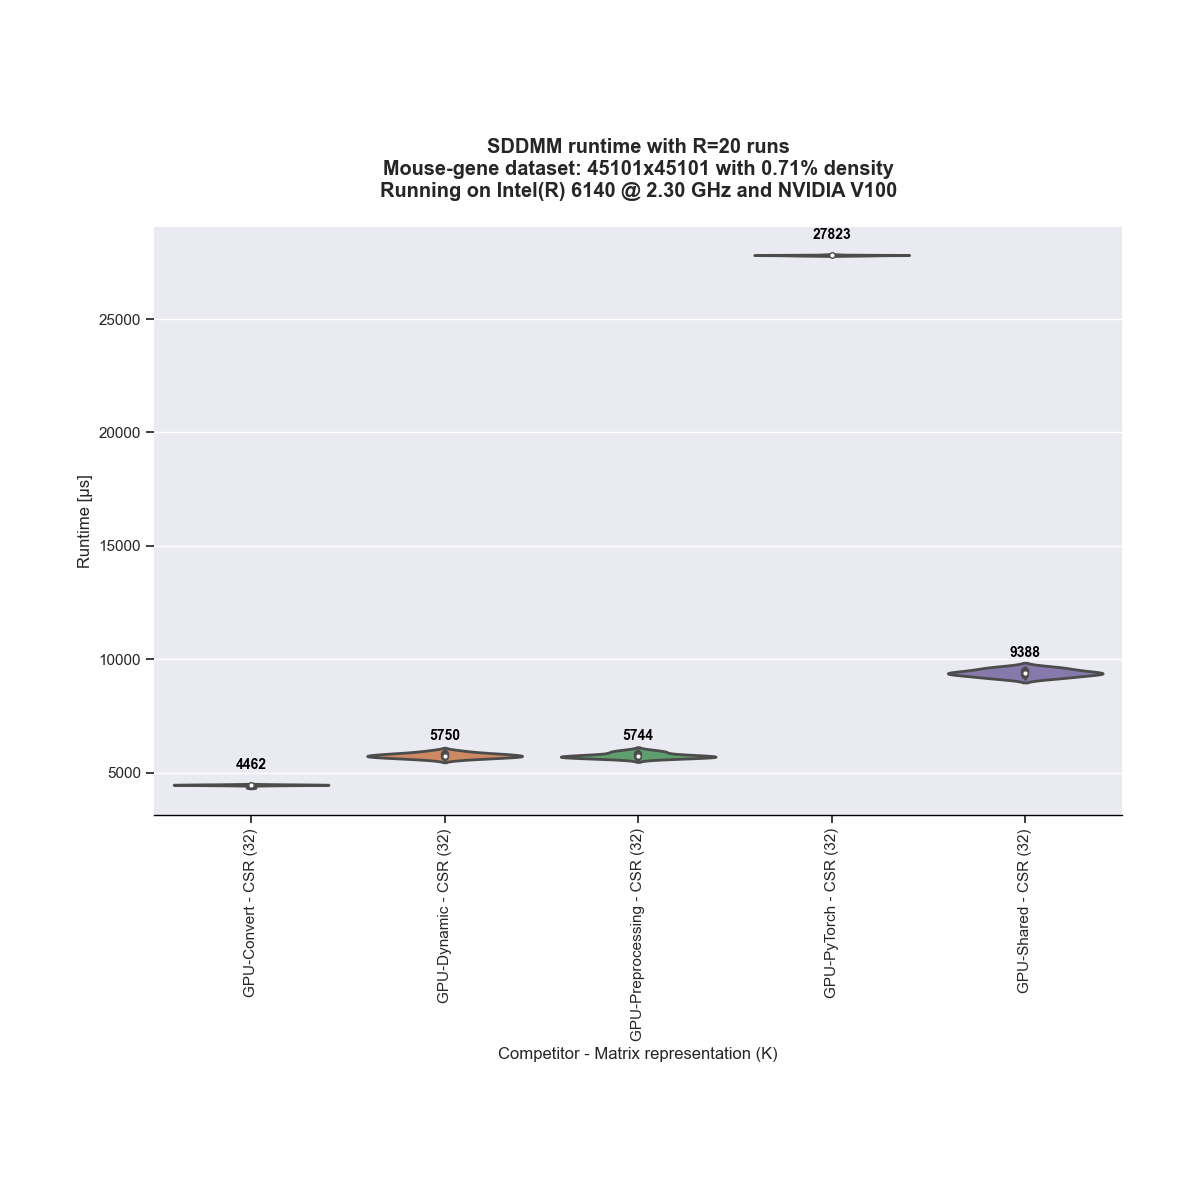 SDDMM runtime with R=20 runs
Mouse-gene dataset: 45101x45101 with 0.71% density
Running on Intel(R) 6140 @ 2.30 GHz and NVIDIA V100
27823
25000
20000
15000
10000
5000
9388
5750
5744
4462
Runtime [µs]
GPU-Convert - CSR (32)
GPU-Dynamic - CSR (32)
GPU-Preprocessing - CSR (32)
GPU-PyTorch - CSR (32)
GPU-Shared - CSR (32)
Competitor - Matrix representation (K)